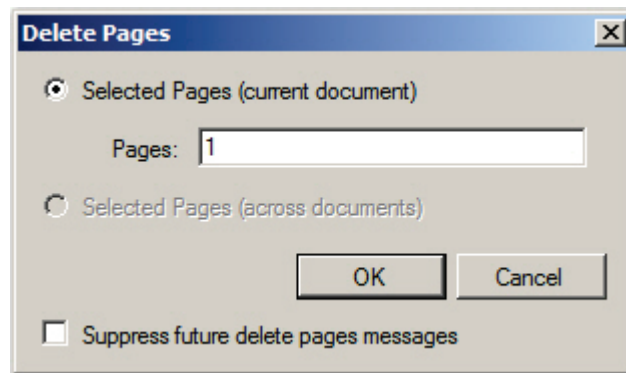 Delete Pages
Selected Pages (current document)
Pages: 1
Selected Pages (across documents)
OK Cancel
Suppress future delete pages messages